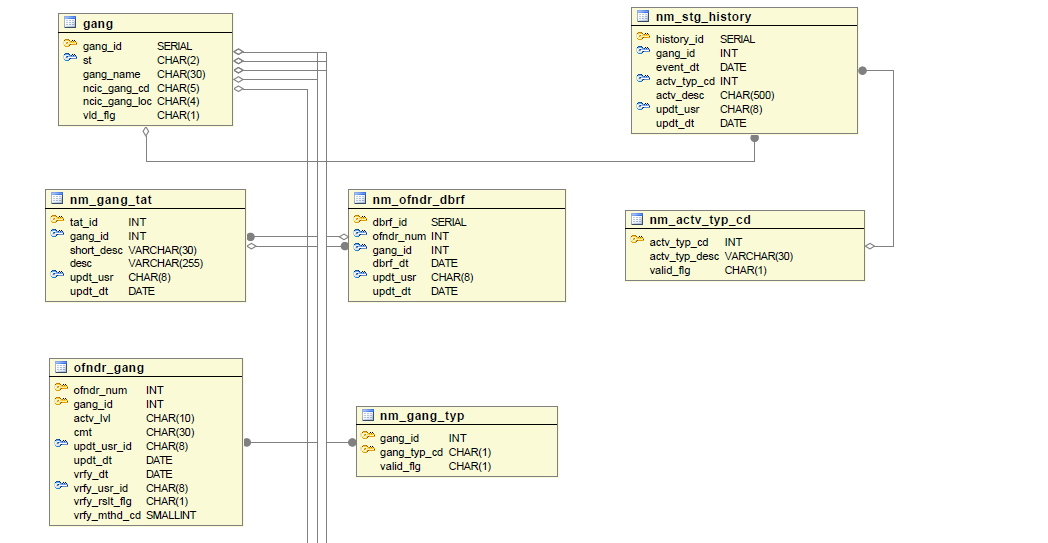 gang
gang_id SERIAL
st CHAR(2)
gang_name CHAR(30)
ncic_gang_cd CHAR(5)
ncic_gang_loc CHAR(4)
vld_flg CHAR(1)
nm_stg_history
history_id SERIAL
gang_id INT
event_dt DATE
actv_typ_cd INT
actv_desc CHAR(500)
updt_usr CHAR(8)
updt_dt DATE
nm_gang_tat
tat_id INT
gang_id INT
short_desc VARCHAR(30)
desc VARCHAR(255)
updt_usr CHAR(8)
updt_dt DATE
nm_ofndr_dbrf
dbrf_id SERIAL
ofndr_num INT
gang_id INT
dbrf_dt DATE
updt_usr CHAR(8)
updt_dt DATE
nm_actv_typ_cd
actv_typ_cd INT
actv_typ_desc VARCHAR(30)
valid_flg CHAR(1)
ofndr_gang
ofndr_num INT
gang_id INT
actv_lvl CHAR(10)
cmt CHAR(30)
updt_usr_id CHAR(8)
updt_dt DATE
vrfy_dt DATE
vrfy_usr_id CHAR(8)
vrfy_rslt_flg CHAR(1)
vrfy_mthd_cd SMALLINT
nm_gang_typ
gang_id INT
gang_typ_cd CHAR(1)
valid_flg CHAR(1)